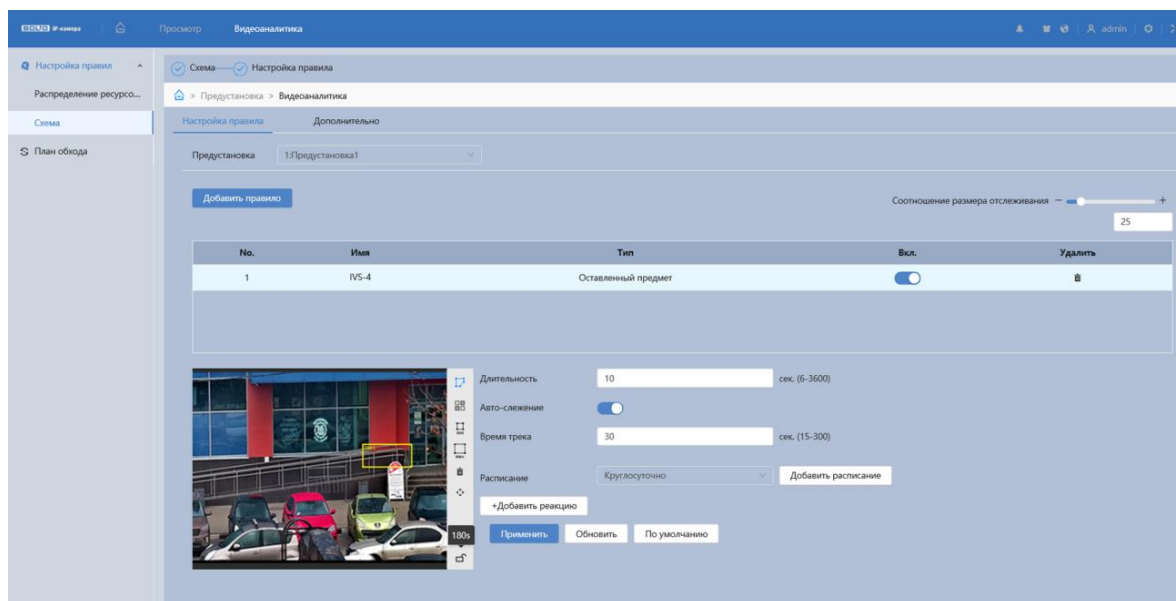 BOLID IP-камера Просмотр Видеоаналитика admin
Настройка правил
Распределение ресурсо...
Схема
План обхода
Схема Настройка правила
> Предустановка > Видеоаналитика
Настройка правила Дополнительно
Предустановка 1:Предустановка1
Добавить правило Соотношение размера отслеживания − +
25
No. Имя Тип Вкл. Удалить
1 IVS-4 Оставленный предмет
Длительность 10 сек. (6-3600)
Авто-слежение
Время трека 30 сек. (15-300)
Расписание Круглосуточно Добавить расписание
+Добавить реакцию
180s Применить Обновить По умолчанию